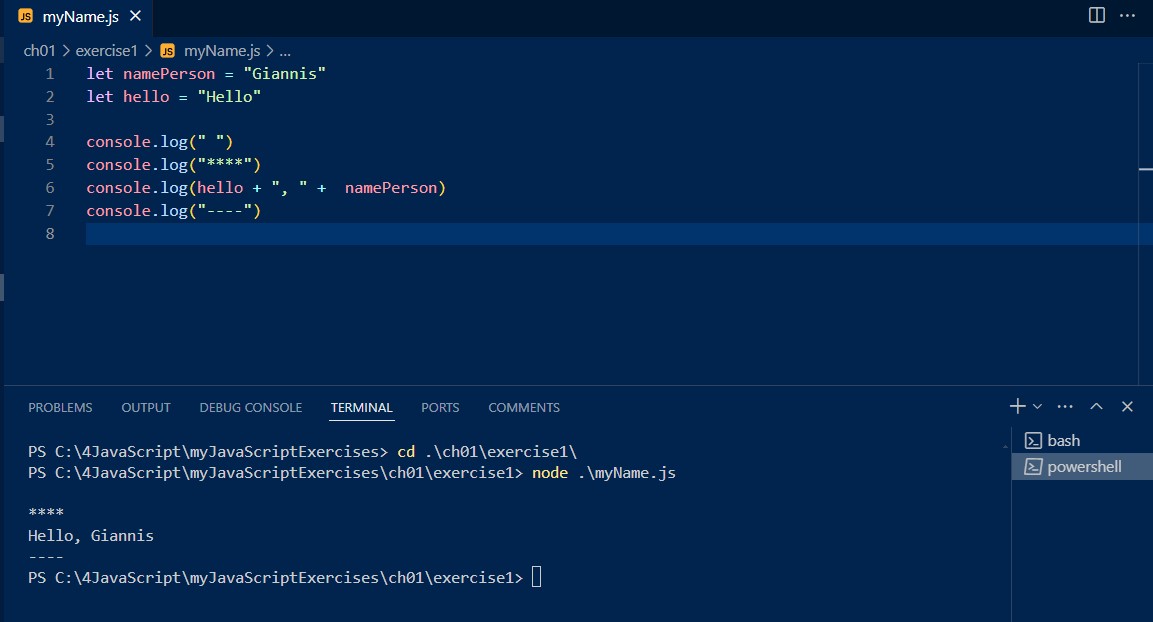 JS myName.js
ch01 > exercise1 > JS myName.js > ...
1 let namePerson = "Giannis"
2 let hello = "Hello"
3
4 console.log(" ")
5 console.log("****")
6 console.log(hello + ", " +  namePerson)
7 console.log("----")
8
PROBLEMS OUTPUT DEBUG CONSOLE TERMINAL PORTS COMMENTS
PS C:\4JavaScript\myJavaScriptExercises> cd .\ch01\exercise1\
PS C:\4JavaScript\myJavaScriptExercises\ch01\exercise1> node .\myName.js
****
Hello, Giannis
----
PS C:\4JavaScript\myJavaScriptExercises\ch01\exercise1>
bash
powershell